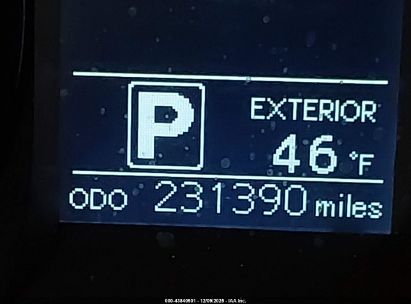 P
EXTERIOR
46 °F
ODO 231390 miles